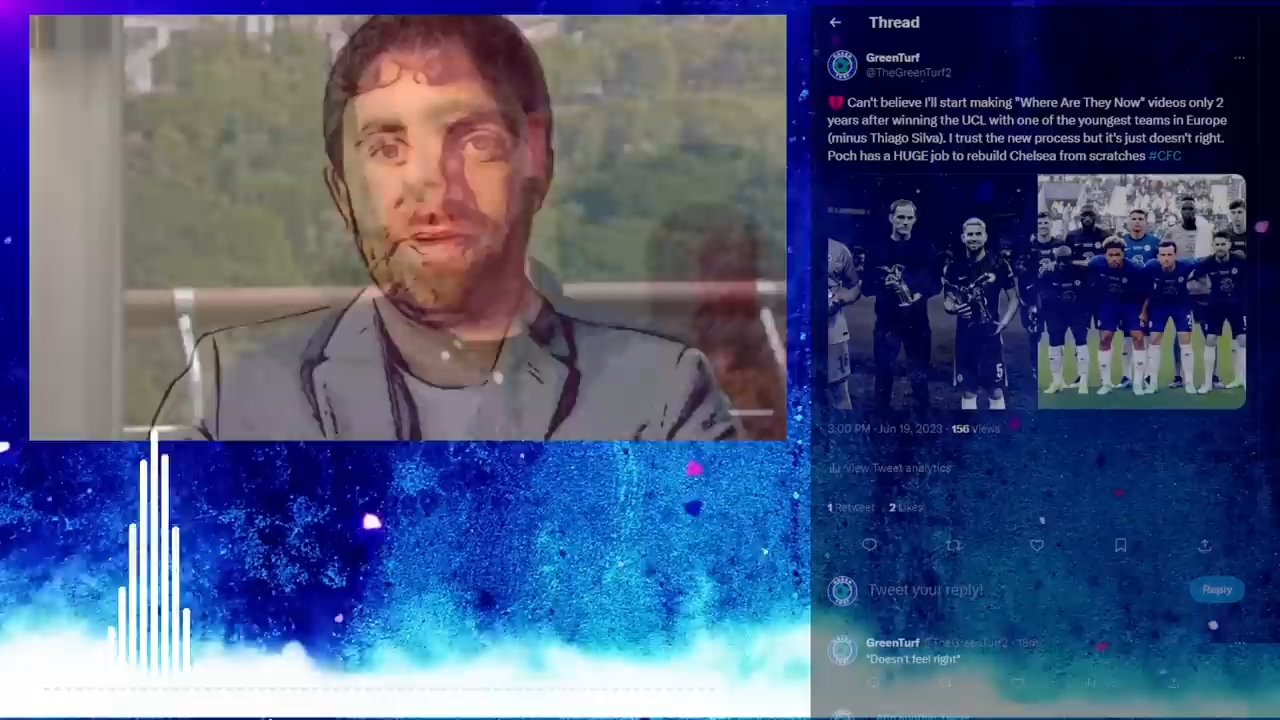 Thread
GreenTurf
@TheGreenTurf2
💔 Can't believe I'll start making "Where Are They Now" videos only 2
years after winning the UCL with one of the youngest teams in Europe
(minus Thiago Silva). I trust the new process but it's just doesn't right.
Poch has a HUGE job to rebuild Chelsea from scratches #CFC
5
3:00 PM · Jun 19, 2023 · 156 Views
View Tweet analytics
1 Retweet 2 Likes
Tweet your reply!
Reply
GreenTurf @TheGreenTurf2 · 18m
"Doesn't feel right"